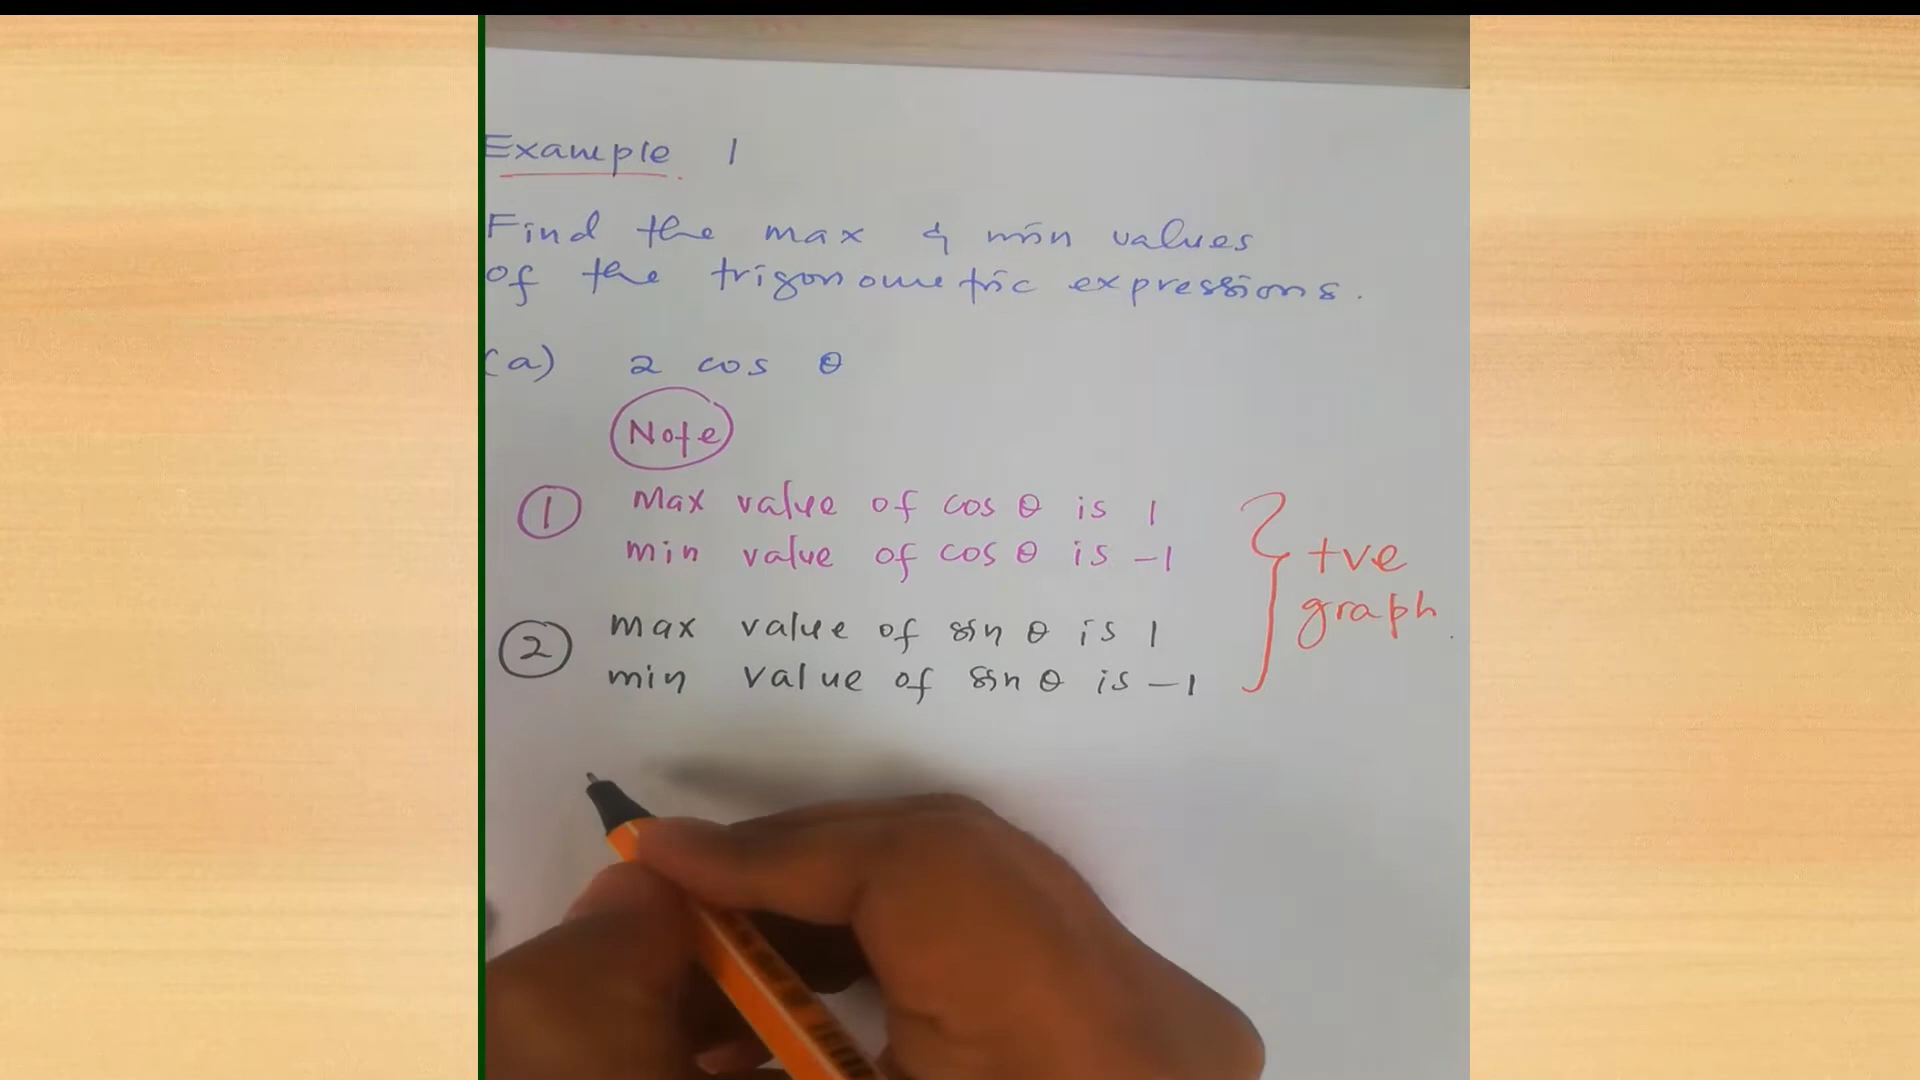 Example 1
Find the max & min values
of the trigonometric expressions.
(a) 2 cos θ
Note
① Max value of cos θ is 1
min value of cos θ is -1
② max value of sin θ is 1
min value of sin θ is -1
+ve
graph